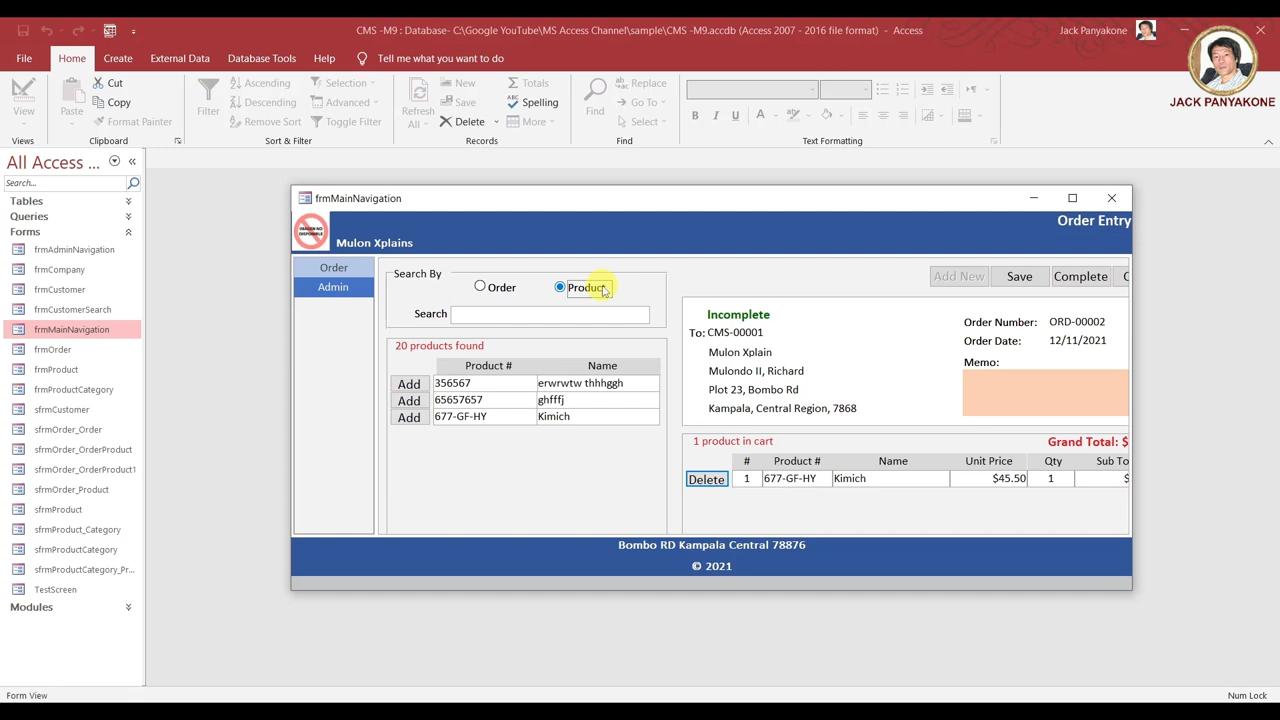 CMS -M9 : Database- C:\Google YouTube\MS Access Channel\sample\CMS -M9.accdb (Access 2007 - 2016 file format) - Access
Jack Panyakone
File Home Create External Data Database Tools Help Tell me what you want to do
JACK PANYAKONE
View
Views
Paste
Cut
Copy
Format Painter
Clipboard
Filter
Ascending
Descending
Remove Sort
Selection
Advanced
Toggle Filter
Sort & Filter
Refresh
All
New
Save
Delete
Totals
Spelling
More
Records
Find
Replace
Go To
Select
Find
B I U A
Text Formatting
All Access ...
Search...
Tables
Queries
Forms
frmAdminNavigation
frmCompany
frmCustomer
frmCustomerSearch
frmMainNavigation
frmOrder
frmProduct
frmProductCategory
sfrmCustomer
sfrmOrder_Order
sfrmOrder_OrderProduct
sfrmOrder_OrderProduct1
sfrmOrder_Product
sfrmProduct
sfrmProduct_Category
sfrmProductCategory
sfrmProductCategory_Pr...
TestScreen
Modules
frmMainNavigation
Order Entry
Mulon Xplains
Order
Admin
Search By
Order Product
Search
20 products found
Product # Name
Add 356567 erwrwtw thhhggh
Add 65657657 ghfffj
Add 677-GF-HY Kimich
Add New Save Complete C
Incomplete
To: CMS-00001
Mulon Xplain
Mulondo II, Richard
Plot 23, Bombo Rd
Kampala, Central Region, 7868
Order Number: ORD-00002
Order Date: 12/11/2021
Memo:
1 product in cart Grand Total: $
# Product # Name Unit Price Qty Sub To
Delete 1 677-GF-HY Kimich $45.50 1 $
Bombo RD Kampala Central 78876
© 2021
Form View
Num Lock